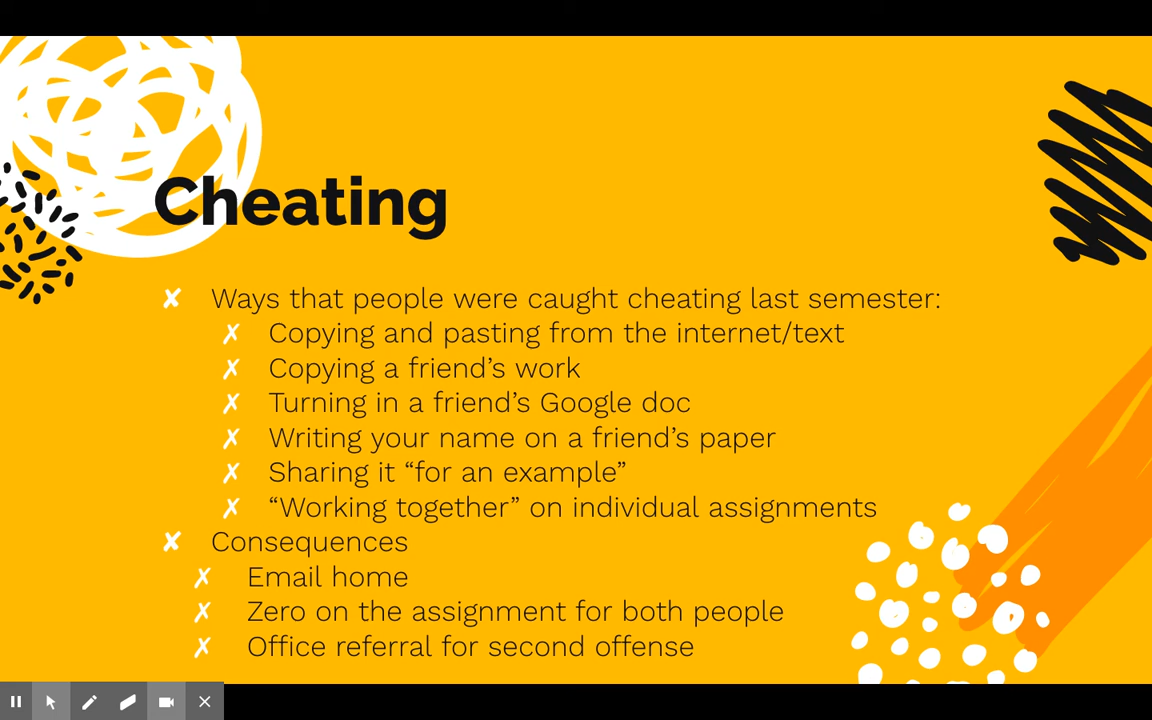 Cheating
✘ Ways that people were caught cheating last semester:
✗ Copying and pasting from the internet/text
✗ Copying a friend’s work
✗ Turning in a friend’s Google doc
✗ Writing your name on a friend’s paper
✗ Sharing it “for an example”
✗ “Working together” on individual assignments
✘ Consequences
✗ Email home
✗ Zero on the assignment for both people
✗ Office referral for second offense